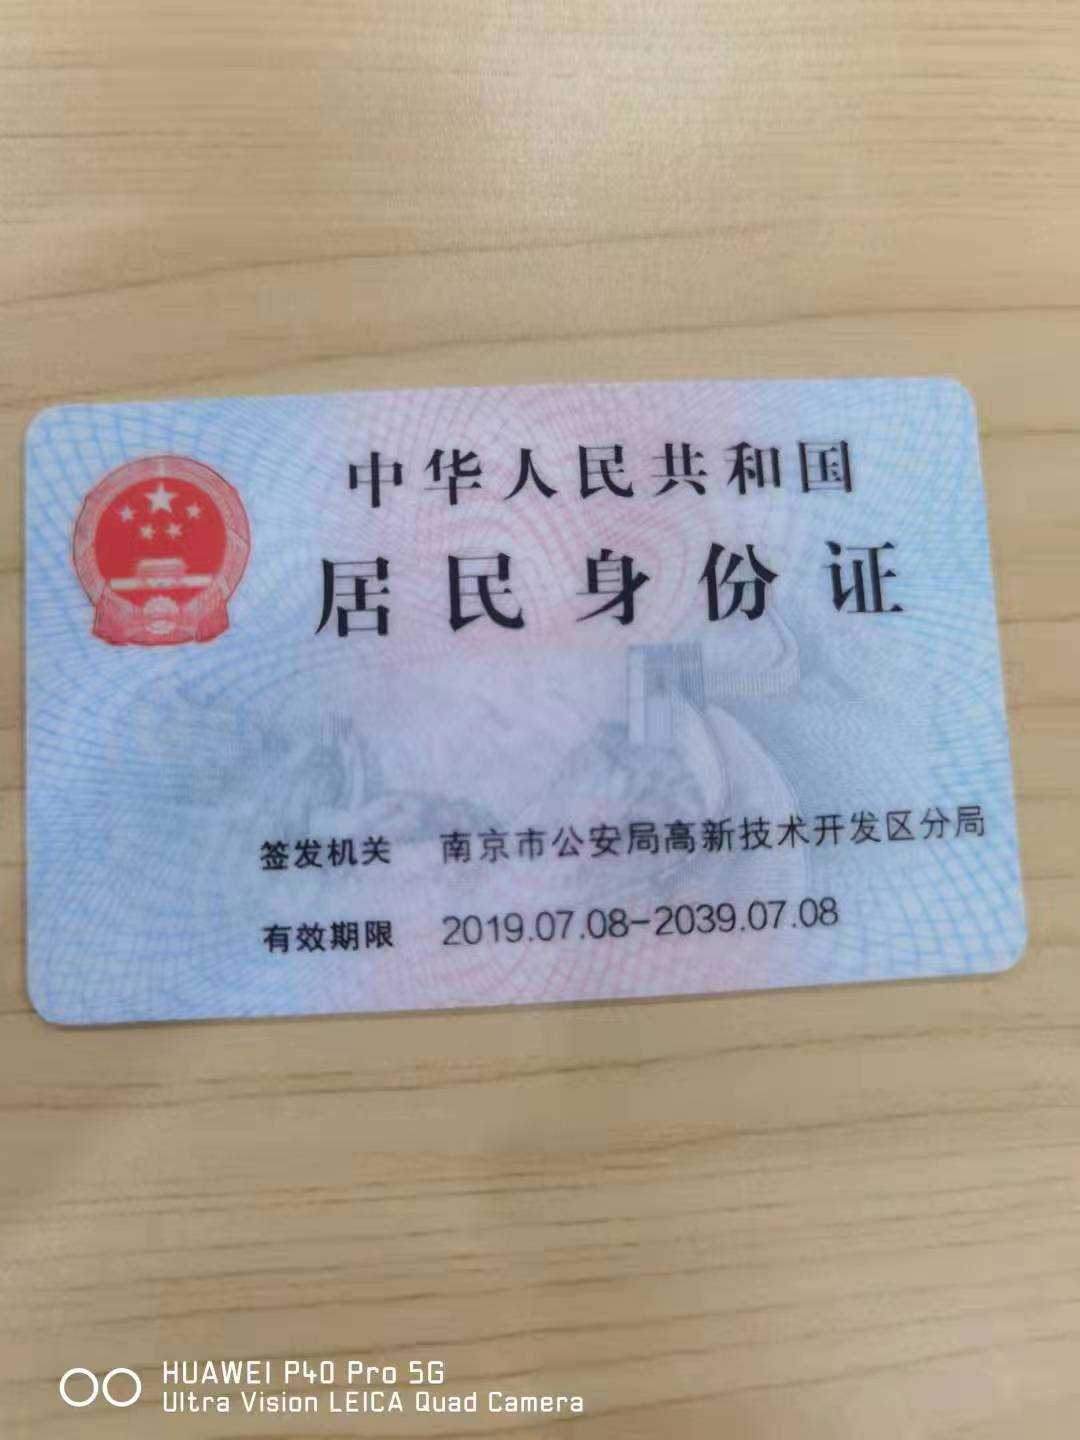 中华人民共和国
居民身份证
签发机关 南京市公安局高新技术开发区分局
有效期限 2019.07.08-2039.07.08
HUAWEI P40 Pro 5G
Ultra Vision LEICA Quad Camera